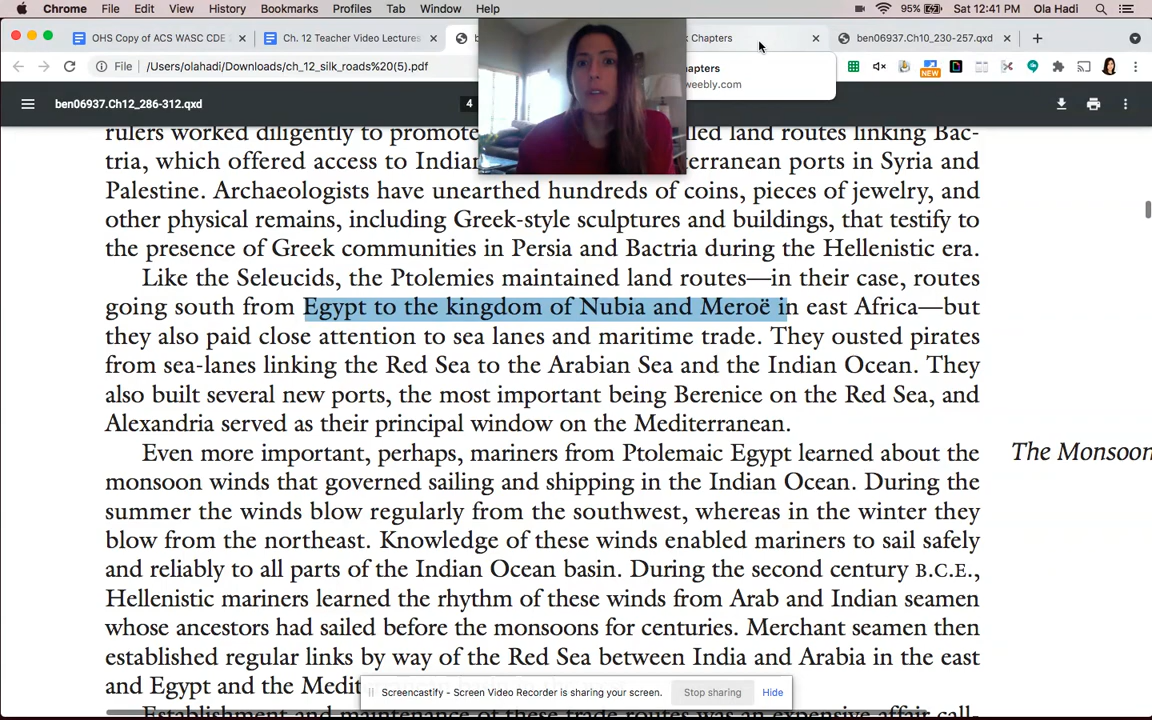 Chrome File Edit View History Bookmarks Profiles Tab Window Help 95% Sat 12:41 PM Ola Hadi
OHS Copy of ACS WASC CDE Ch. 12 Teacher Video Lectures Chapters ben06937.Ch10_230-257.qxd
File /Users/olahadi/Downloads/ch_12_silk_roads%20(5).pdf
NEW
hapters
weebly.com
ben06937.Ch12_286-312.qxd
4
rulers worked diligently to promote lled land routes linking Bac-
tria, which offered access to Indian terranean ports in Syria and
Palestine. Archaeologists have unearthed hundreds of coins, pieces of jewelry, and
other physical remains, including Greek-style sculptures and buildings, that testify to
the presence of Greek communities in Persia and Bactria during the Hellenistic era.
Like the Seleucids, the Ptolemies maintained land routes—in their case, routes
going south from Egypt to the kingdom of Nubia and Meroë in east Africa—but
they also paid close attention to sea lanes and maritime trade. They ousted pirates
from sea-lanes linking the Red Sea to the Arabian Sea and the Indian Ocean. They
also built several new ports, the most important being Berenice on the Red Sea, and
Alexandria served as their principal window on the Mediterranean.
Even more important, perhaps, mariners from Ptolemaic Egypt learned about the
The Monsoon
monsoon winds that governed sailing and shipping in the Indian Ocean. During the
summer the winds blow regularly from the southwest, whereas in the winter they
blow from the northeast. Knowledge of these winds enabled mariners to sail safely
and reliably to all parts of the Indian Ocean basin. During the second century B.C.E.,
Hellenistic mariners learned the rhythm of these winds from Arab and Indian seamen
whose ancestors had sailed before the monsoons for centuries. Merchant seamen then
established regular links by way of the Red Sea between India and Arabia in the east
and Egypt and the Medit
Screencastify - Screen Video Recorder is sharing your screen. Stop sharing Hide
Establishment and maintenance of these trade routes was an expensive affair call-